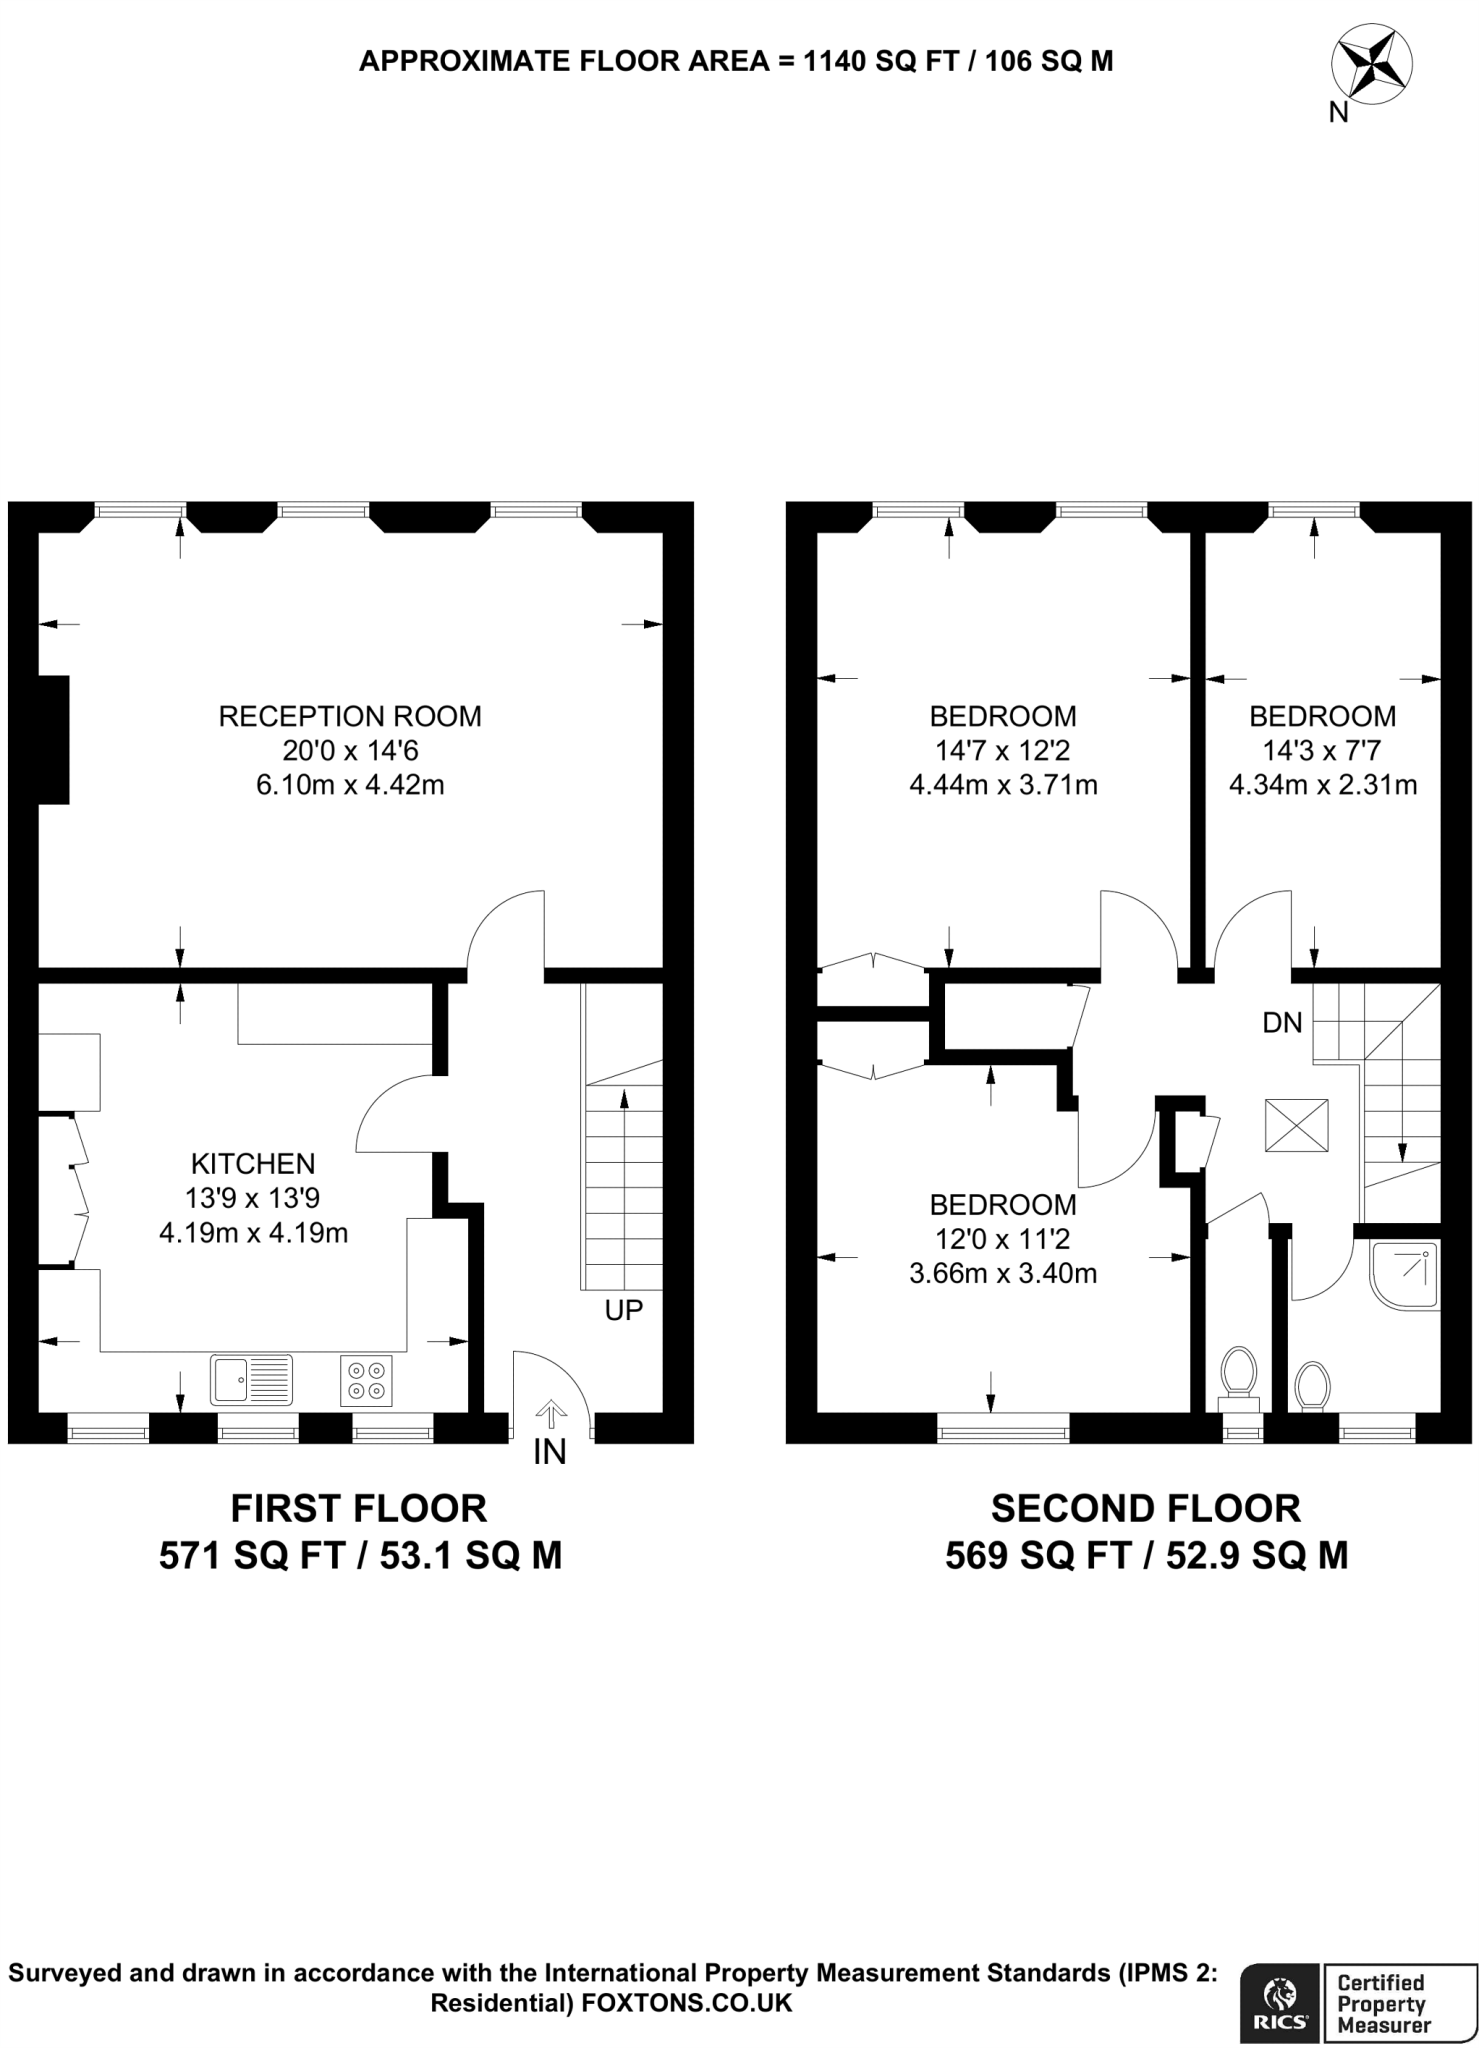 APPROXIMATE FLOOR AREA = 1140 SQ FT / 106 SQ M
N
RECEPTION ROOM
20'0 x 14'6
6.10m x 4.42m
KITCHEN
13'9 x 13'9
4.19m x 4.19m
UP
IN
FIRST FLOOR
571 SQ FT / 53.1 SQ M
BEDROOM
14'7 x 12'2
4.44m x 3.71m
BEDROOM
14'3 x 7'7
4.34m x 2.31m
DN
BEDROOM
12'0 x 11'2
3.66m x 3.40m
SECOND FLOOR
569 SQ FT / 52.9 SQ M
Surveyed and drawn in accordance with the International Property Measurement Standards (IPMS 2:
Residential) FOXTONS.CO.UK
RICS
Certified
Property
Measurer